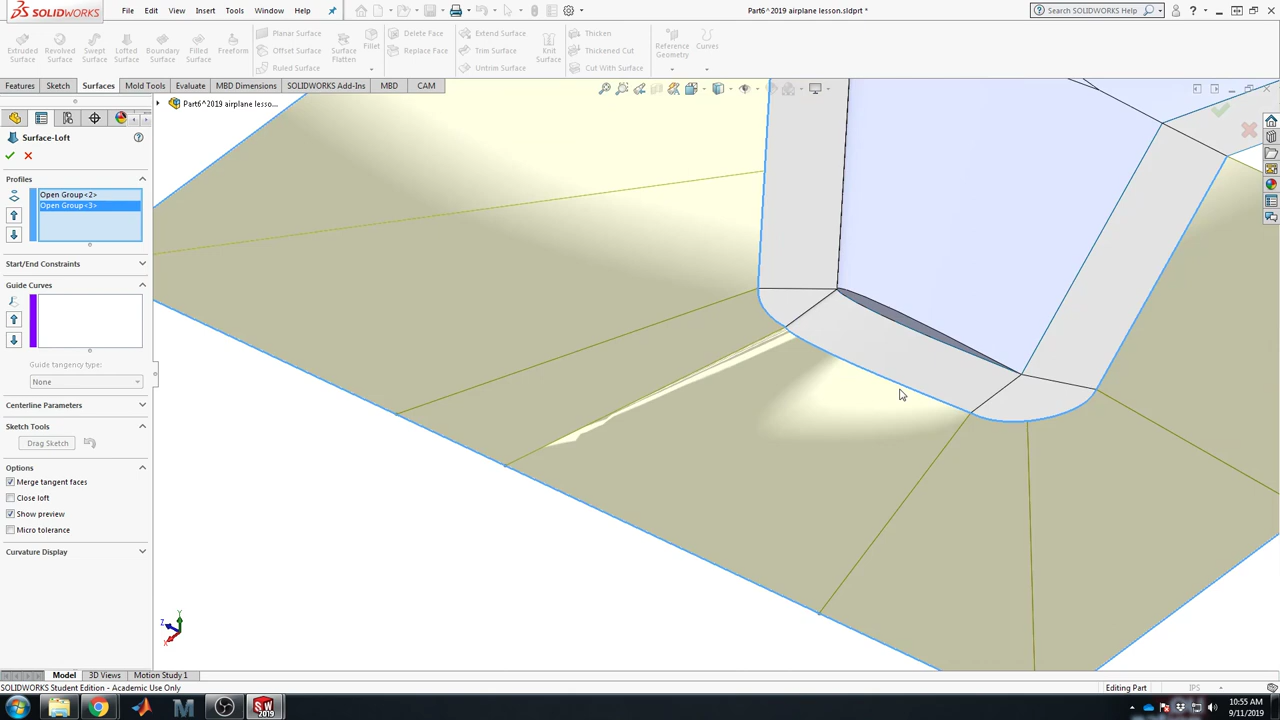 SOLIDWORKS File Edit View Insert Tools Window Help Part6^2019 airplane lesson.sldprt * Search SOLIDWORKS Help
Extruded Surface Revolved Surface Swept Surface Lofted Surface Boundary Surface Filled Surface Freeform Planar Surface Offset Surface Ruled Surface Surface Flatten Fillet Delete Face Replace Face Extend Surface Trim Surface Untrim Surface Knit Surface Thicken Thickened Cut Cut With Surface Reference Geometry Curves
Features Sketch Surfaces Mold Tools Evaluate MBD Dimensions SOLIDWORKS Add-Ins MBD CAM
Part6^2019 airplane lesso...
Surface-Loft
Profiles
Open Group<2>
Open Group<3>
Start/End Constraints
Guide Curves
Guide tangency type:
None
Centerline Parameters
Sketch Tools
Drag Sketch
Options
Merge tangent faces
Close loft
Show preview
Micro tolerance
Curvature Display
Y
Z
X
Model 3D Views Motion Study 1
SOLIDWORKS Student Edition - Academic Use Only Editing Part IPS
SW 2019
10:55 AM
9/11/2019